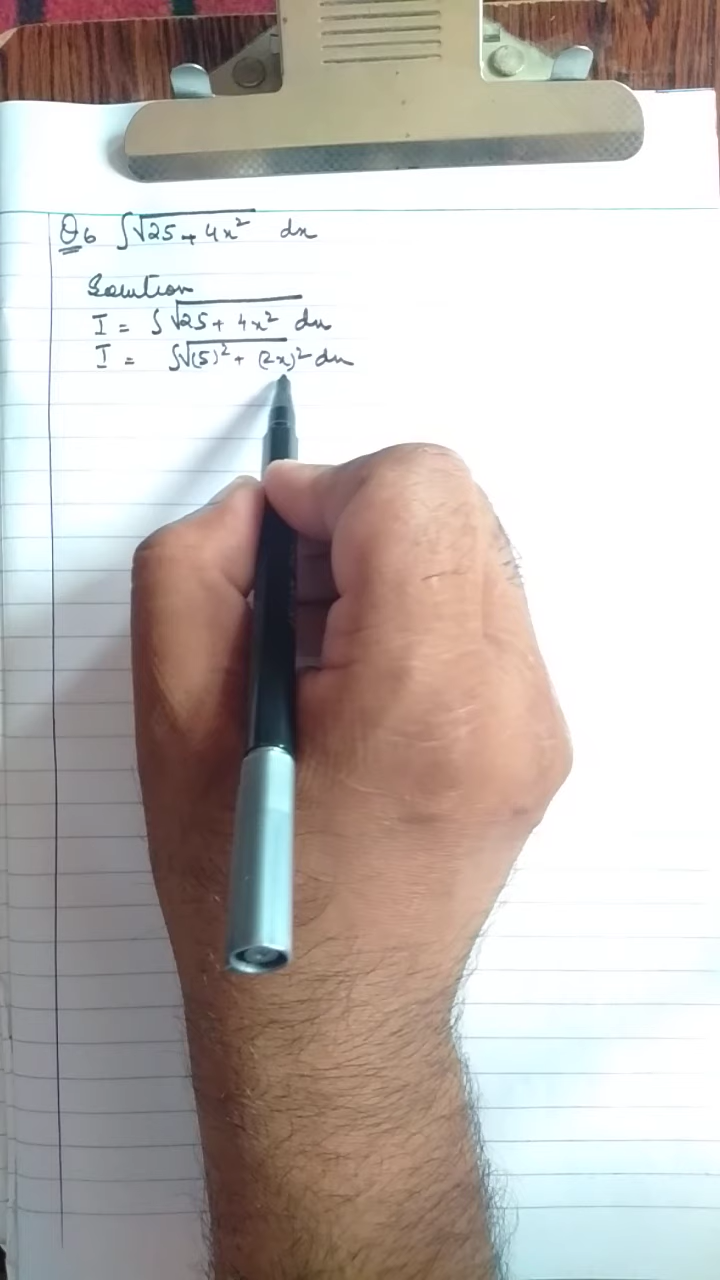 Q6 ∫√25+4x² dx
Solution
I = ∫√25+4x² dx
I = ∫√(5)²+(2x)² dx